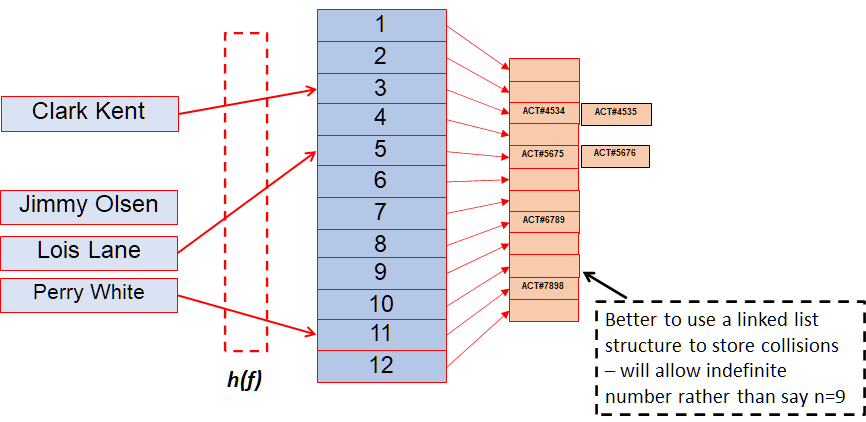 Clark Kent
Jimmy Olsen
Lois Lane
Perry White
h(f)
1
2
3
4
5
6
7
8
9
10
11
12
ACT#4534
ACT#4535
ACT#5675
ACT#5676
ACT#6789
ACT#7898
Better to use a linked list
structure to store collisions
– will allow indefinite
number rather than say n=9